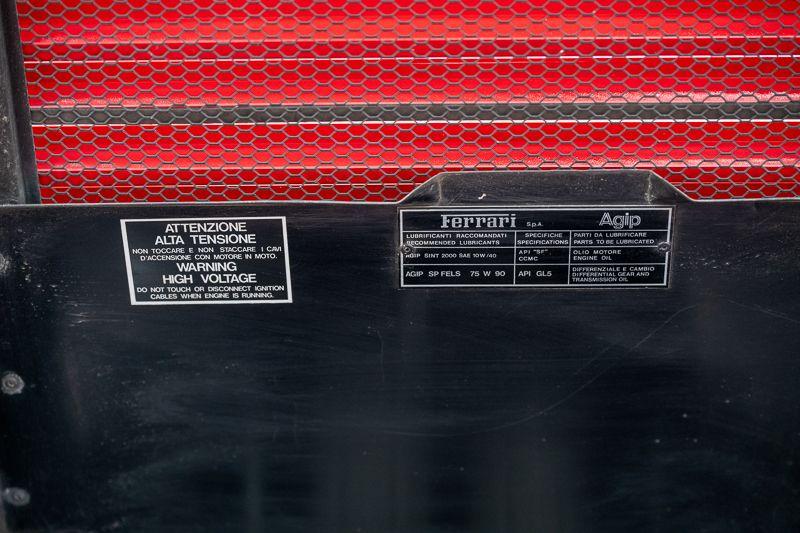 ATTENZIONE
ALTA TENSIONE
NON TOCCARE E NON STACCARE I CAVI
D'ACCENSIONE CON MOTORE IN MOTO.
WARNING
HIGH VOLTAGE
DO NOT TOUCH OR DISCONNECT IGNITION
CABLES WHEN ENGINE IS RUNNING.
Ferrari S.p.A. Agip
LUBRIFICANTI RACCOMANDATI
RECOMMENDED LUBRICANTS
SPECIFICHE
SPECIFICATIONS
PARTI DA LUBRIFICARE
PARTS TO BE LUBRICATED
AGIP SINT 2000 SAE 10W/40
API "SF"
CCMC
OLIO MOTORE
ENGINE OIL
AGIP SP FELS 75 W 90
API GL5
DIFFERENZIALE E CAMBIO
DIFFERENTIAL GEAR AND
TRANSMISSION OIL